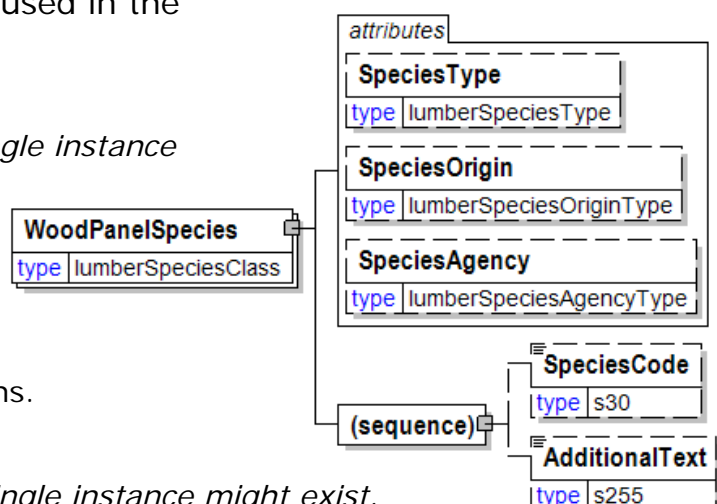 used in the
attributes
SpeciesType
type lumberSpeciesType
ngle instance
SpeciesOrigin
type lumberSpeciesOriginType
WoodPanelSpecies
type lumberSpeciesClass
SpeciesAgency
type lumberSpeciesAgencyType
ns.
SpeciesCode
type s30
(sequence)
AdditionalText
type s255
ingle instance might exist.